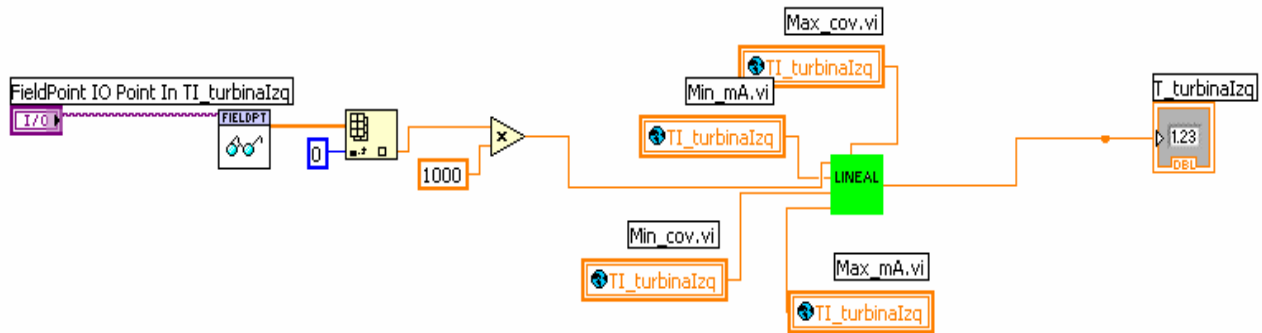 Max_cov.vi
TI_turbinaIzq
FieldPoint IO Point In TI_turbinaIzq
I/O
FIELDPT
0
1000
x
Min_mA.vi
TI_turbinaIzq
LINEAL
T_turbinaIzq
1.23
DBL
Min_cov.vi
TI_turbinaIzq
Max_mA.vi
TI_turbinaIzq